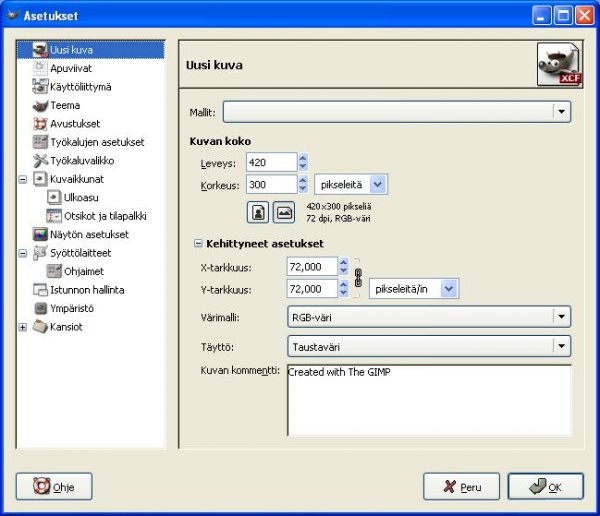 Asetukset
Uusi kuva
Apuviivat
Käyttöliittymä
Teema
Avustukset
Työkalujen asetukset
Työkaluvalikko
Kuvaikkunat
Ulkoasu
Otsikot ja tilapalkki
Näytön asetukset
Syöttölaitteet
Ohjaimet
Istunnon hallinta
Ympäristö
Kansiot
Uusi kuva
XCF
Mallit:
Kuvan koko
Leveys: 420
Korkeus: 300 pikseleitä
420×300 pikseliä
72 dpi, RGB-väri
Kehittyneet asetukset
X-tarkkuus: 72,000
Y-tarkkuus: 72,000 pikseleitä/in
Värimalli: RGB-väri
Täyttö: Taustaväri
Kuvan kommentti: Created with The GIMP
Ohje
Peru
OK